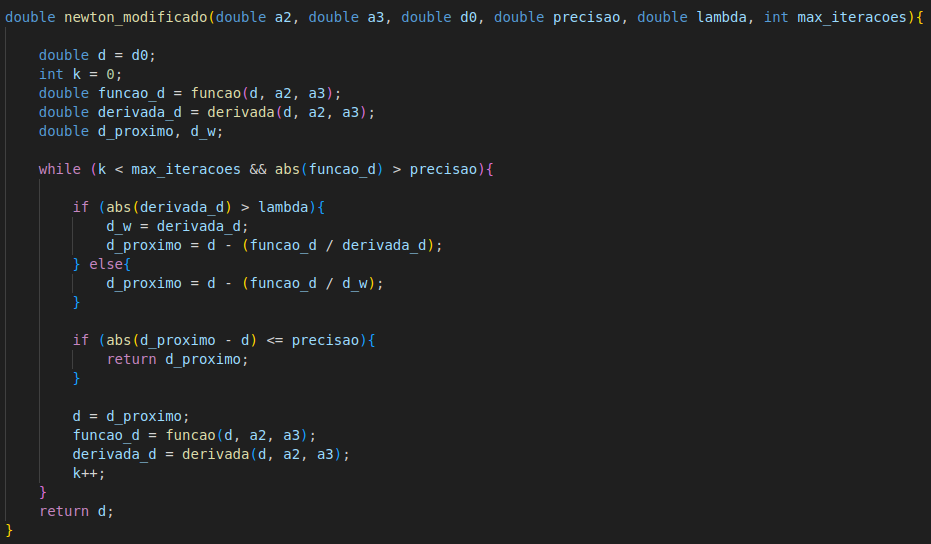 double newton_modificado(double a2, double a3, double d0, double precisao, double lambda, int max_iteracoes){
double d = d0;
int k = 0;
double funcao_d = funcao(d, a2, a3);
double derivada_d = derivada(d, a2, a3);
double d_proximo, d_w;
while (k < max_iteracoes && abs(funcao_d) > precisao){
if (abs(derivada_d) > lambda){
d_w = derivada_d;
d_proximo = d - (funcao_d / derivada_d);
} else{
d_proximo = d - (funcao_d / d_w);
}
if (abs(d_proximo - d) <= precisao){
return d_proximo;
}
d = d_proximo;
funcao_d = funcao(d, a2, a3);
derivada_d = derivada(d, a2, a3);
k++;
}
return d;
}